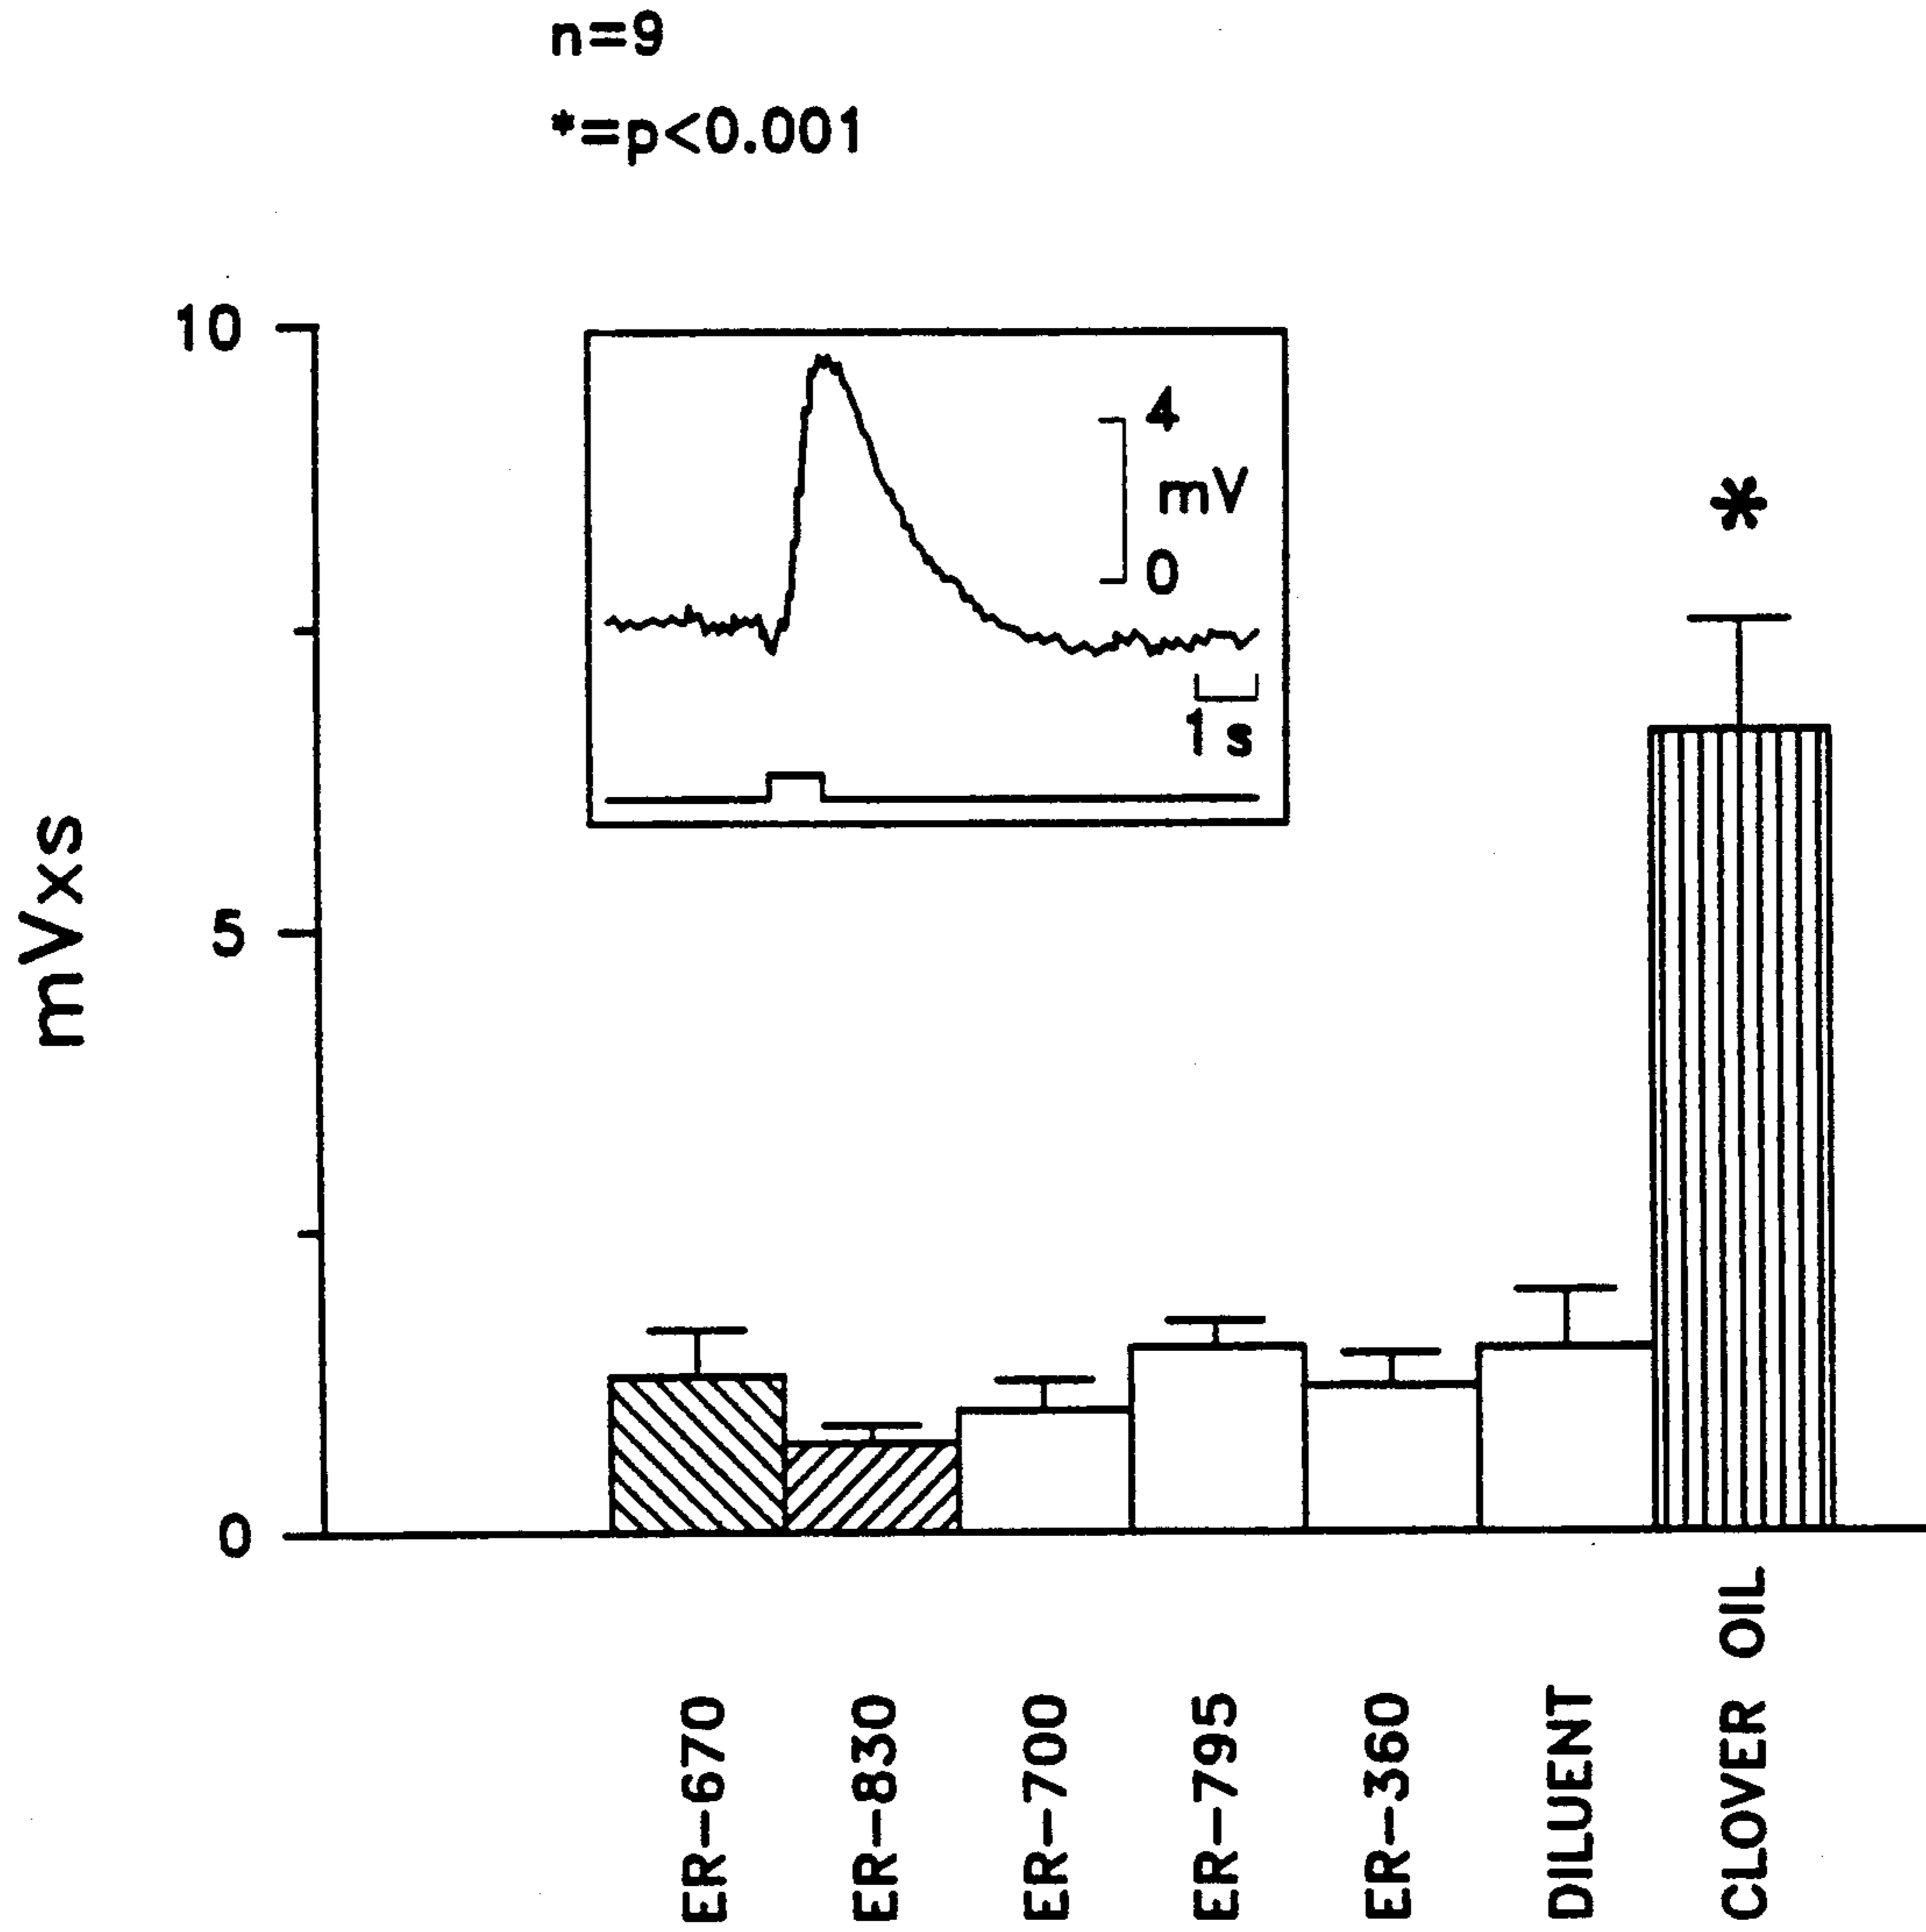 n=9
*=p<0.001
10
5
0
mVxs
4
mV
0
1s
*
ER-670
ER-830
ER-700
ER-795
ER-360
DILUENT
CLOVER OIL